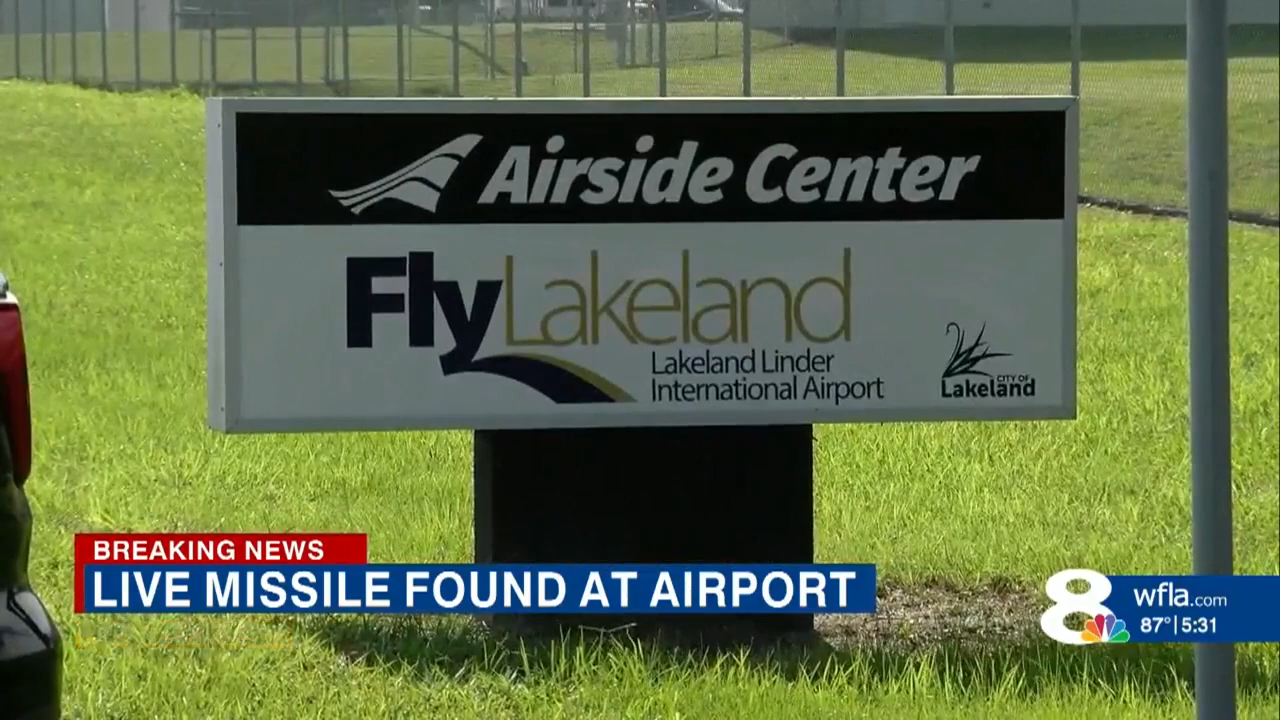 Airside Center
FlyLakeland
Lakeland Linder
International Airport
CITY OF
Lakeland
BREAKING NEWS
LIVE MISSILE FOUND AT AIRPORT
8
wfla.com
87° | 5:31